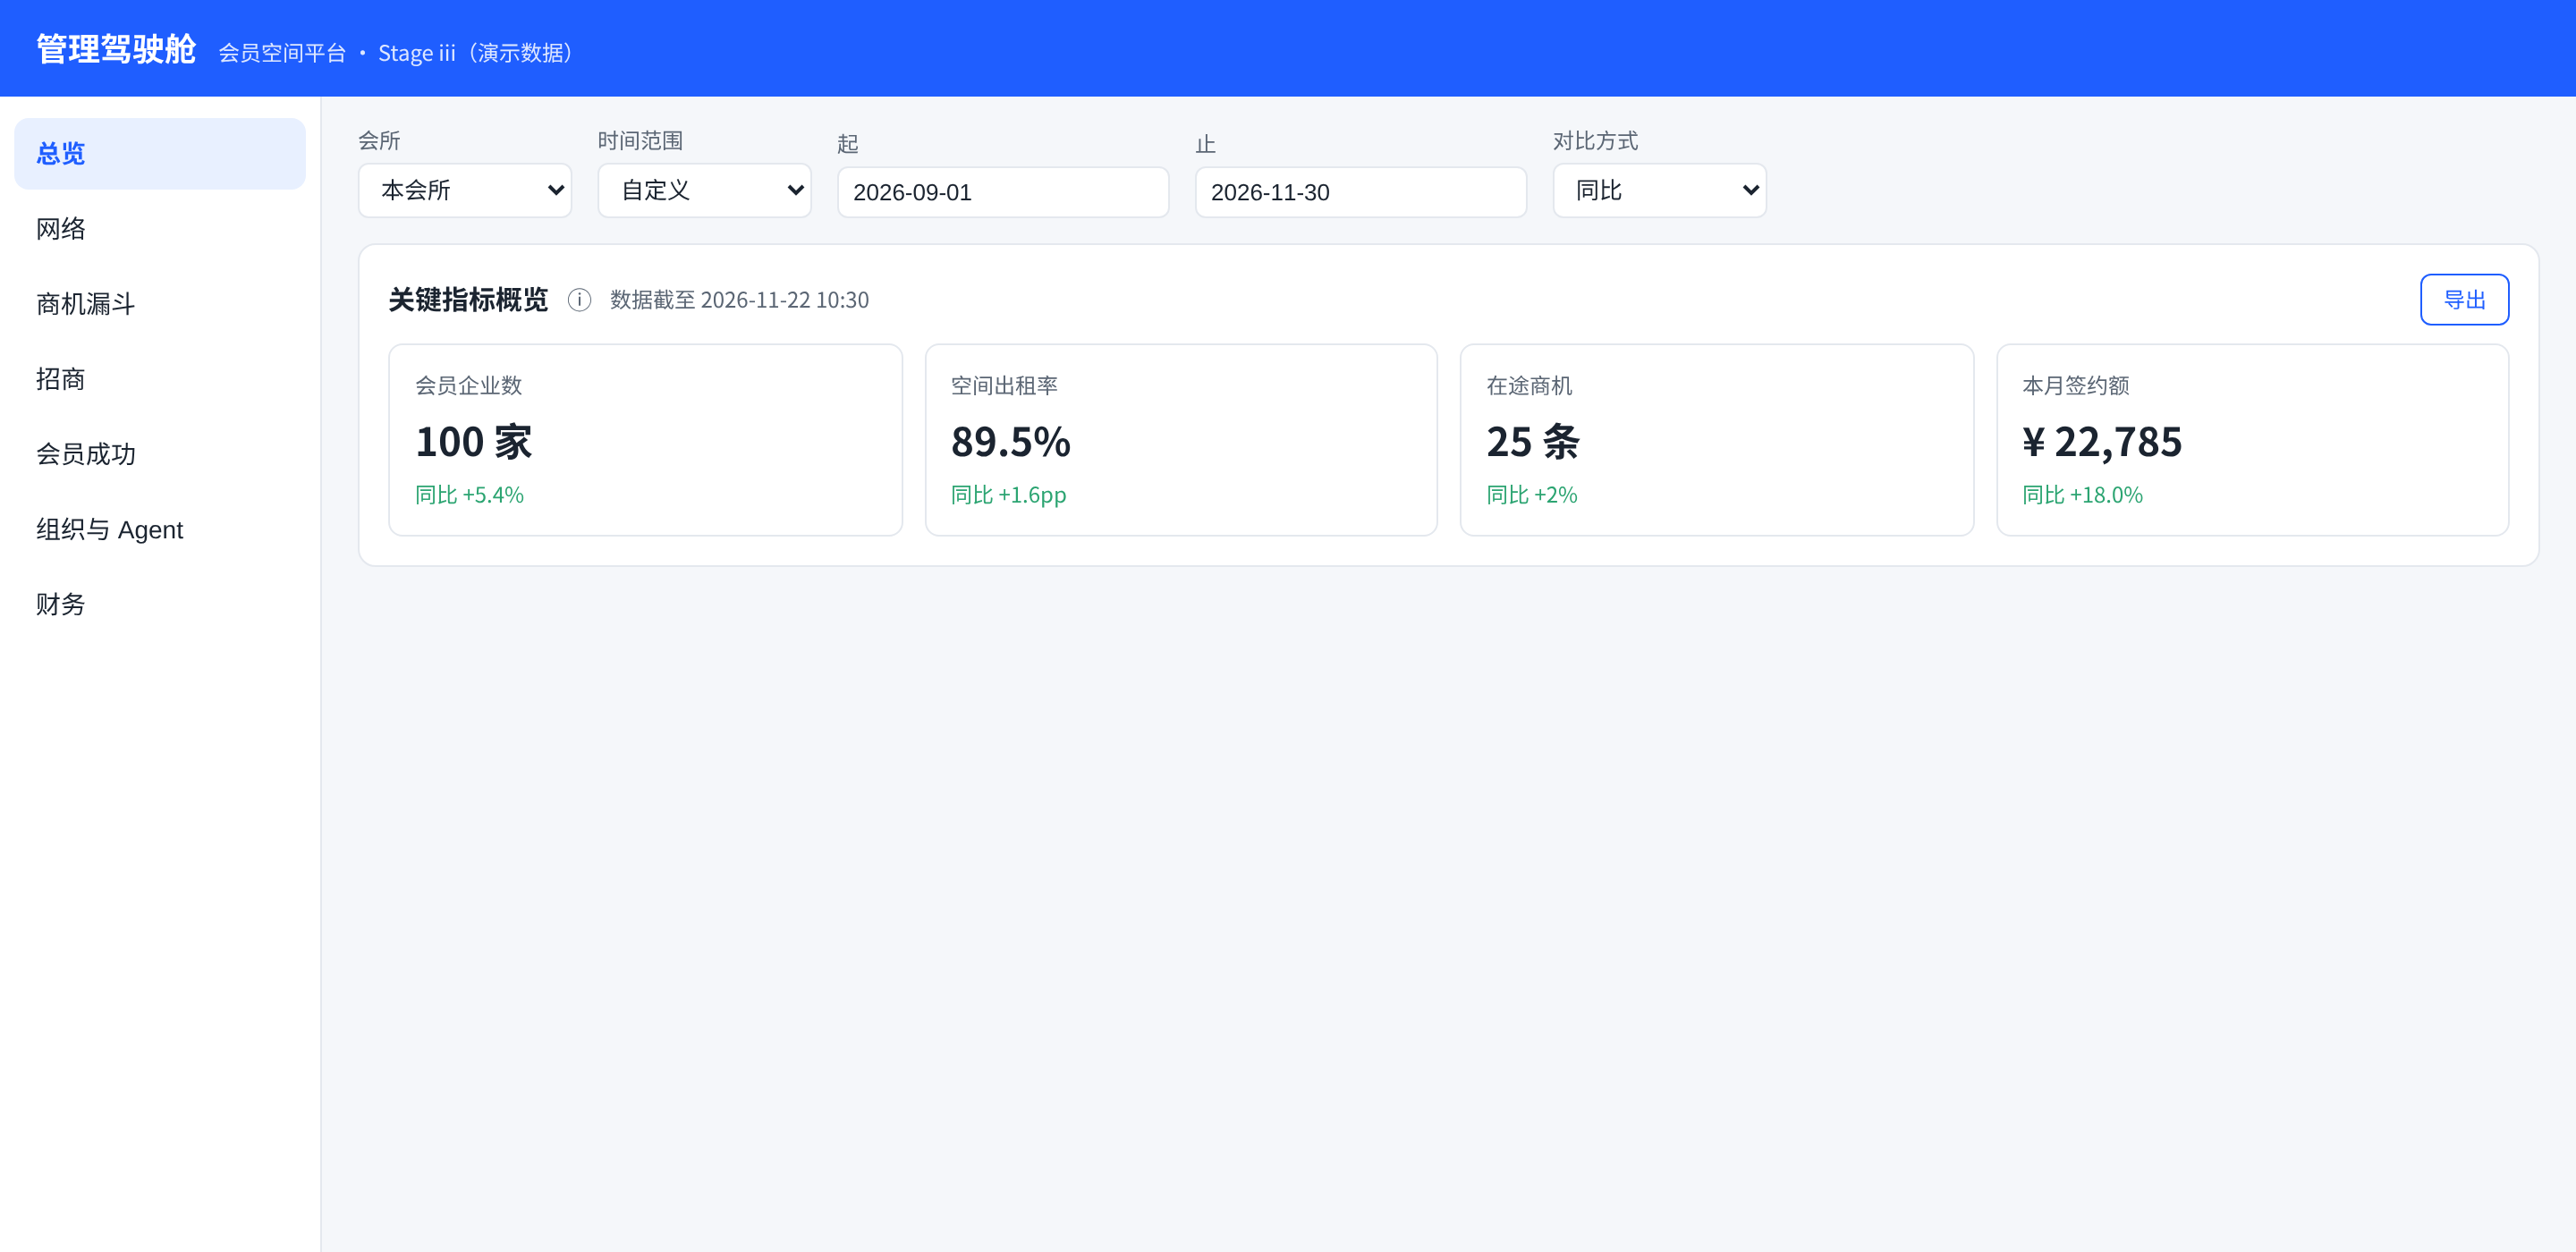 管理驾驶舱 会员空间平台 · Stage iii（演示数据）
总览
网络
商机漏斗
招商
会员成功
组织与 Agent
财务
会所 时间范围 起 止 对比方式
本会所 自定义 2026-09-01 2026-11-30 同比
关键指标概览 ⓘ 数据截至 2026-11-22 10:30 导出
会员企业数
100 家
同比 +5.4%
空间出租率
89.5%
同比 +1.6pp
在途商机
25 条
同比 +2%
本月签约额
¥ 22,785
同比 +18.0%